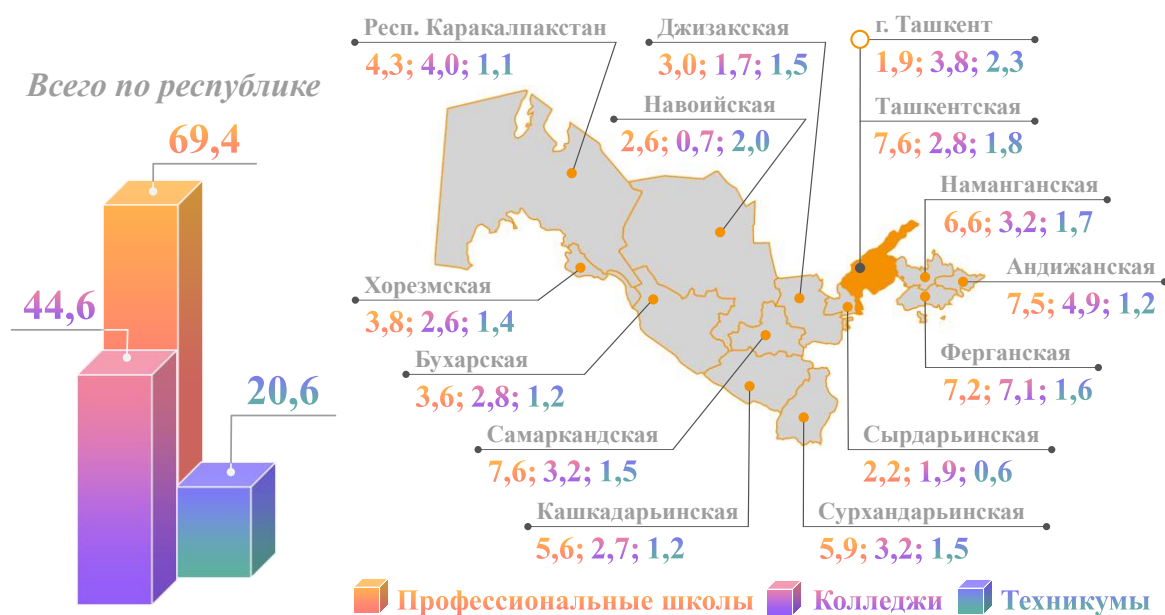 Всего по республике
69,4
44,6
20,6
Респ. Каракалпакстан
4,3; 4,0; 1,1
Джизакская
3,0; 1,7; 1,5
г. Ташкент
1,9; 3,8; 2,3
Навоийская
2,6; 0,7; 2,0
Ташкентская
7,6; 2,8; 1,8
Наманганская
6,6; 3,2; 1,7
Андижанская
7,5; 4,9; 1,2
Хорезмская
3,8; 2,6; 1,4
Ферганская
7,2; 7,1; 1,6
Бухарская
3,6; 2,8; 1,2
Самаркандская
7,6; 3,2; 1,5
Сырдарьинская
2,2; 1,9; 0,6
Кашкадарьинская
5,6; 2,7; 1,2
Сурхандарьинская
5,9; 3,2; 1,5
Профессиональные школы
Колледжи
Техникумы